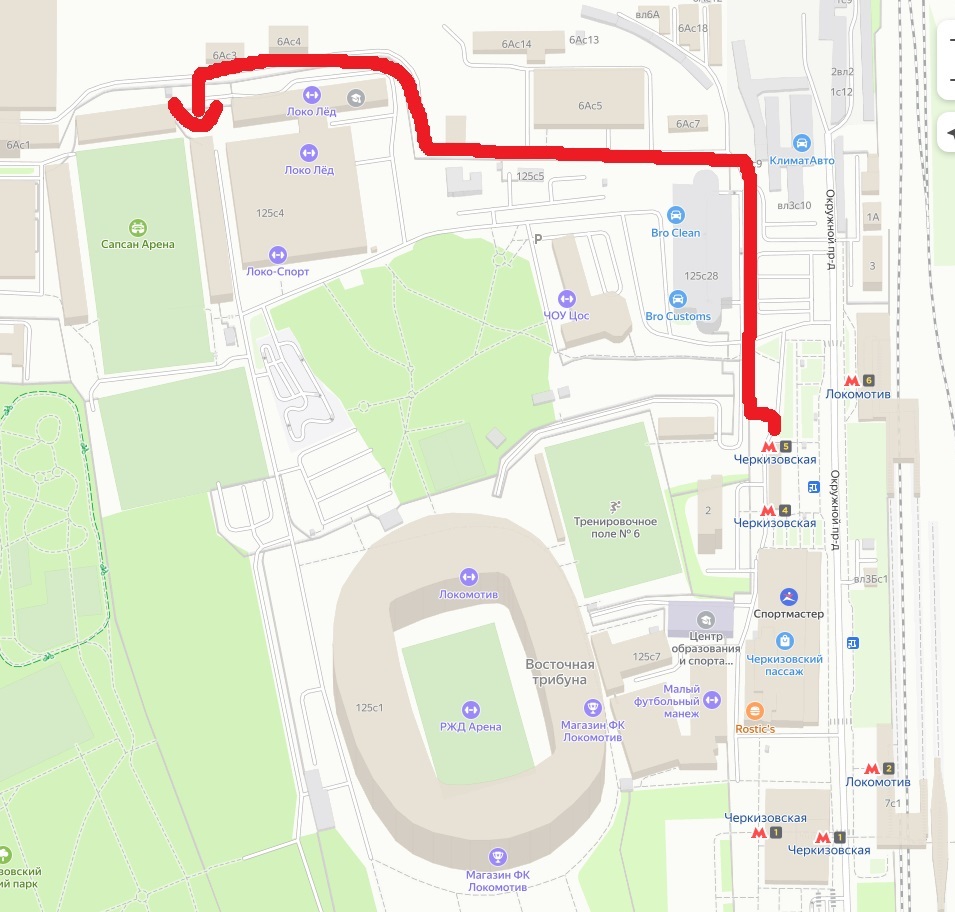 вл6А
6Ас18
6Ас4
6Ас3
6Ас14
6Ас13
2вл2
1с12
6Ас5
Локо Лёд
6Ас7
6Ас1
КлиматАвто
Локо Лёд
125с5
вл3с10
125с4
Сапсан Арена
1А
Bro Clean
P
Окружной пр-д
Локо-Спорт
125с28
3
ЧОУ Цос
Bro Customs
6
Локомотив
5
Черкизовская
2
4
Черкизовская
Окружной пр-д
Тренировочное
поле № 6
вл3Бс1
Локомотив
Спортмастер
Центр
образования
и спорта...
Черкизовский
пассаж
125с7
Восточная
трибуна
Малый
футбольный
манеж
125с1
РЖД Арена
Магазин ФК
Локомотив
Rostic's
2
Локомотив
7с1
Черкизовская
1
1
Черкизовская
Магазин ФК
Локомотив
зовский
ий парк